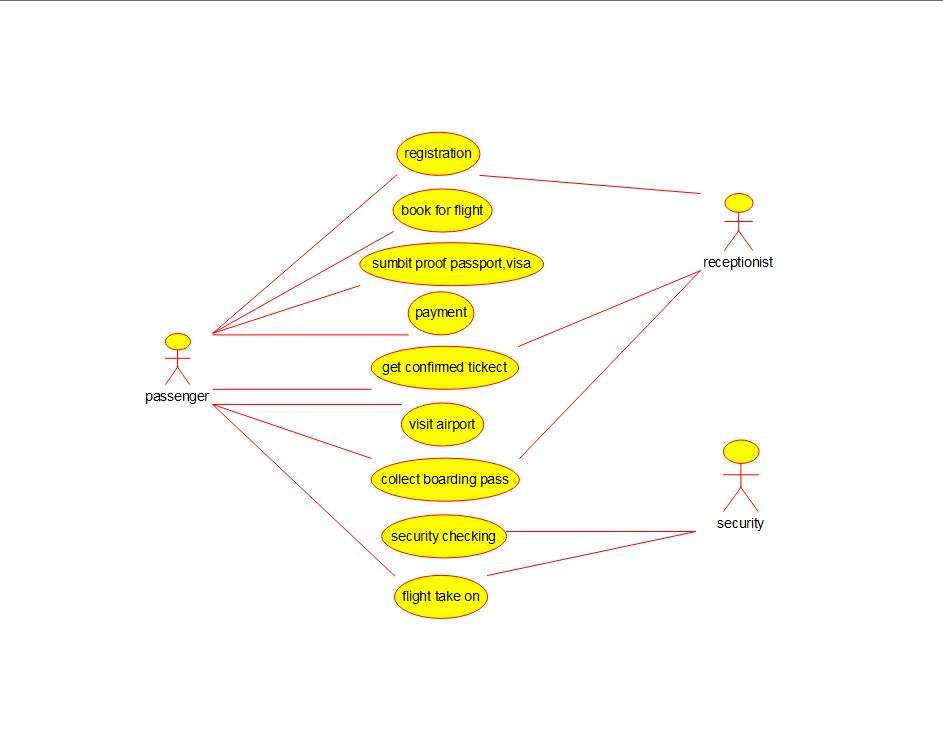 registration
book for flight
sumbit proof passport,visa
payment
get confirmed tickect
visit airport
collect boarding pass
security checking
flight take on
passenger
receptionist
security